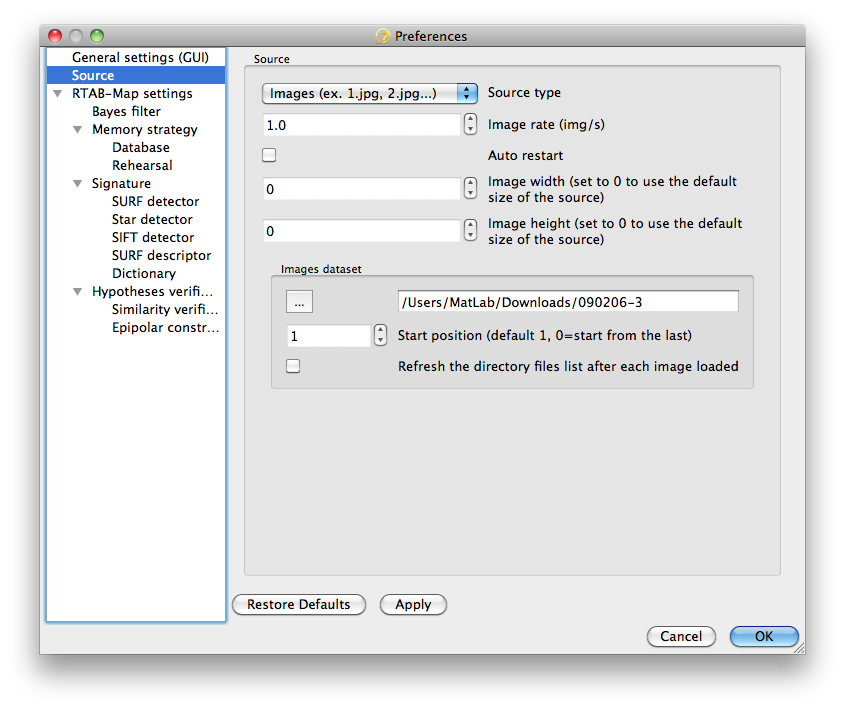 Preferences
General settings (GUI)
Source
RTAB-Map settings
Bayes filter
Memory strategy
Database
Rehearsal
Signature
SURF detector
Star detector
SIFT detector
SURF descriptor
Dictionary
Hypotheses verifi...
Similarity verifi...
Epipolar constr...
Source
Images (ex. 1.jpg, 2.jpg...) Source type
1.0 Image rate (img/s)
Auto restart
0 Image width (set to 0 to use the default
size of the source)
0 Image height (set to 0 to use the default
size of the source)
Images dataset
... /Users/MatLab/Downloads/090206-3
1 Start position (default 1, 0=start from the last)
Refresh the directory files list after each image loaded
Restore Defaults Apply
Cancel OK